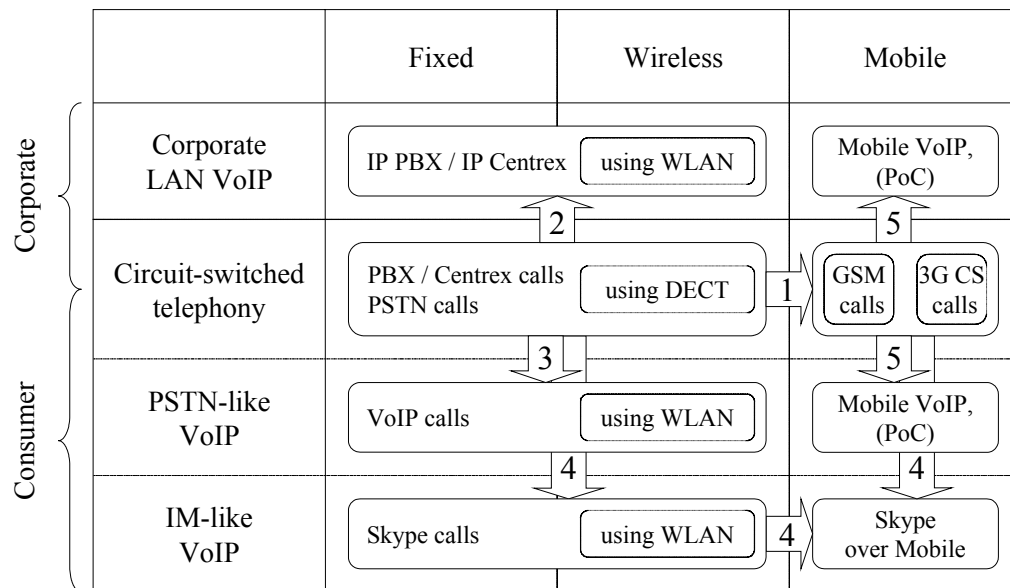 Fixed
Wireless
Mobile
Corporate
Corporate
LAN VoIP
IP PBX / IP Centrex
using WLAN
Mobile VoIP,
(PoC)
2
5
Circuit-switched
telephony
PBX / Centrex calls
PSTN calls
using DECT
1
GSM
calls
3G CS
calls
3
5
Consumer
PSTN-like
VoIP
VoIP calls
using WLAN
Mobile VoIP,
(PoC)
4
4
IM-like
VoIP
Skype calls
using WLAN
4
Skype
over Mobile